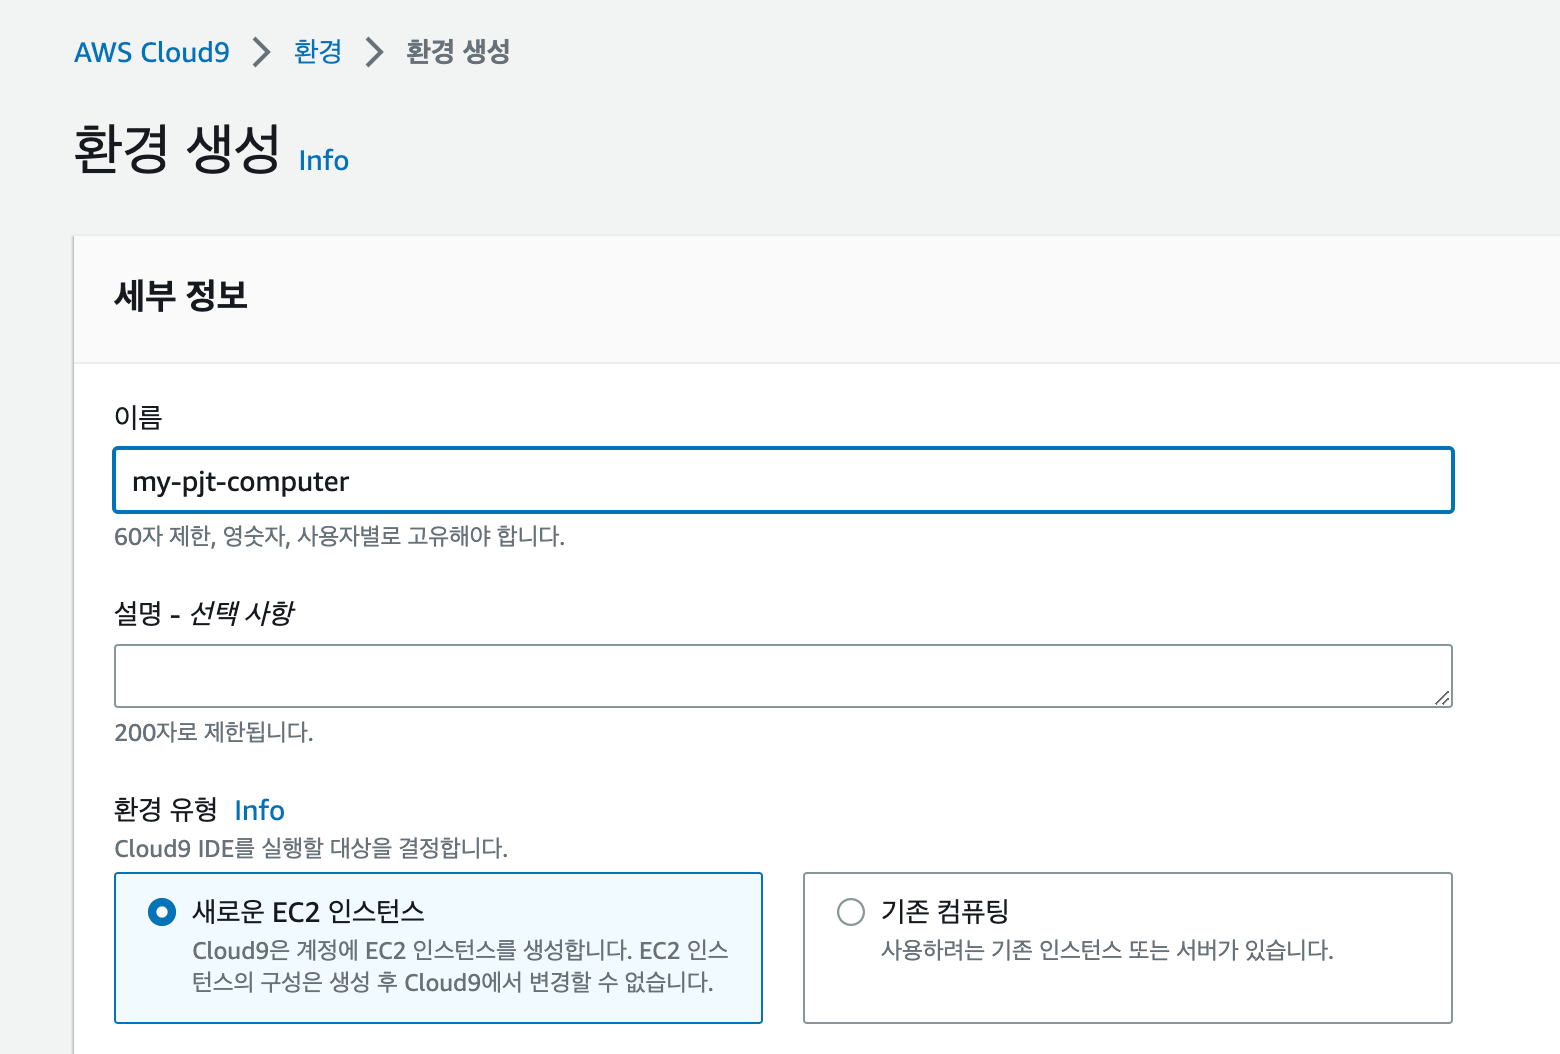 AWS Cloud9 > 환경 > 환경 생성
환경 생성 Info
세부 정보
이름
my-pjt-computer
60자 제한, 영숫자, 사용자별로 고유해야 합니다.
설명 - 선택 사항
200자로 제한됩니다.
환경 유형 Info
Cloud9 IDE를 실행할 대상을 결정합니다.
새로운 EC2 인스턴스
Cloud9은 계정에 EC2 인스턴스를 생성합니다. EC2 인스
턴스의 구성은 생성 후 Cloud9에서 변경할 수 없습니다.
기존 컴퓨팅
사용하려는 기존 인스턴스 또는 서버가 있습니다.